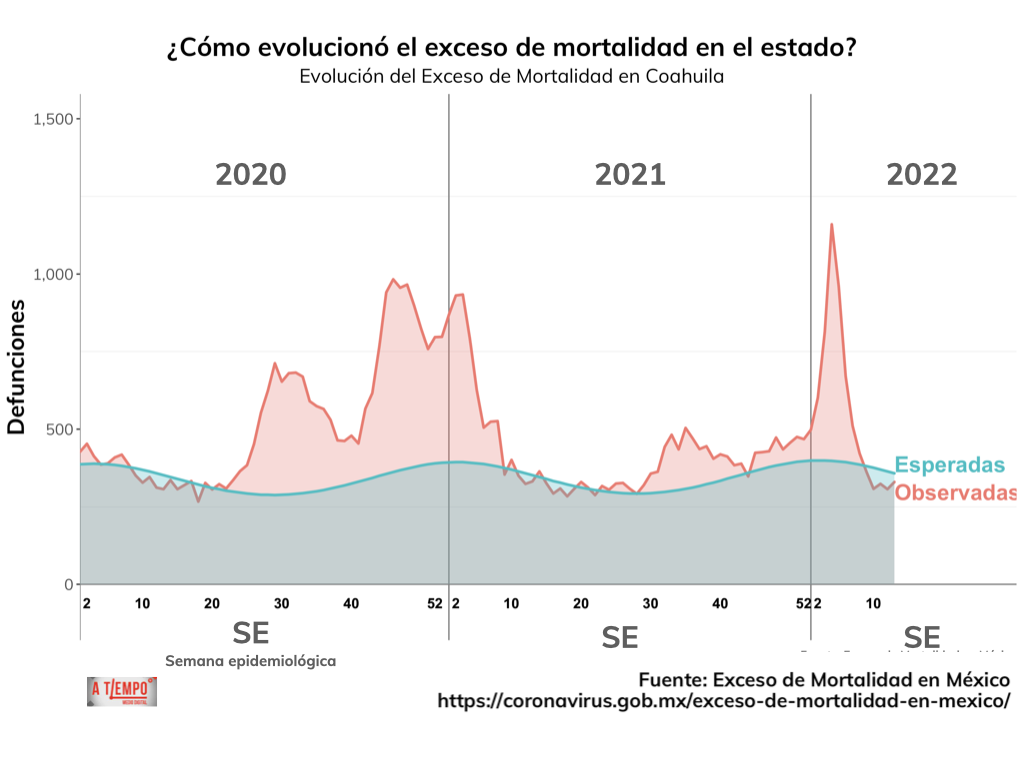 ¿Cómo evolucionó el exceso de mortalidad en el estado?
Evolución del Exceso de Mortalidad en Coahuila
1,500
2020 2021 2022
1,000
Defunciones
500
Esperadas
Observadas
0
2 10 20 30 40 52 2 10 20 30 40 52 2 10
SE SE SE
Semana epidemiológica
A TIEMPO
MEDIO DIGITAL
Fuente: Exceso de Mortalidad en México
https://coronavirus.gob.mx/exceso-de-mortalidad-en-mexico/